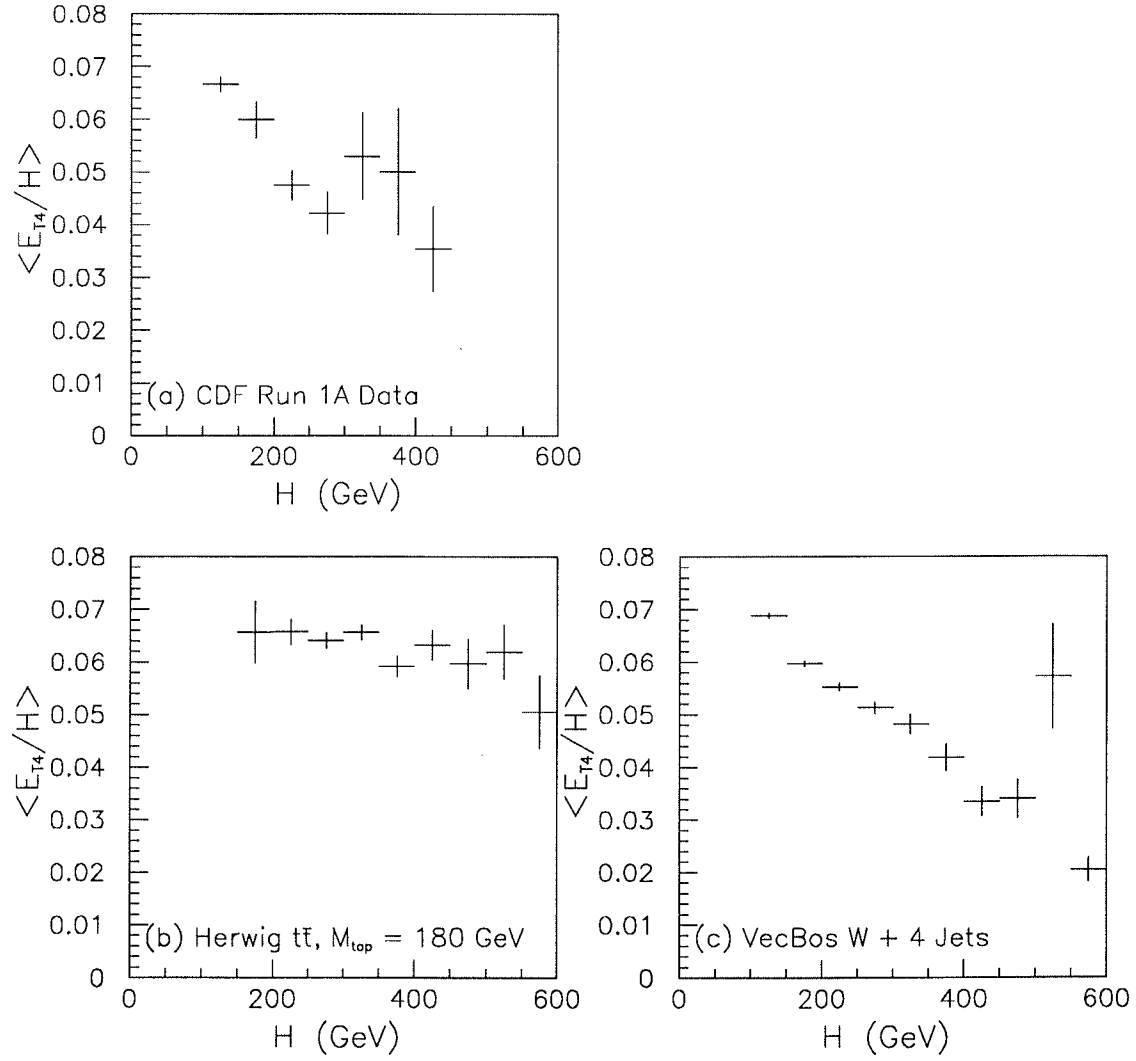 0.08
0.07
0.06
0.05
0.04
0.03
0.02
0.01
0
<E_T4/H>
(a) CDF Run 1A Data
0 200 400 600
H (GeV)
0.08
0.07
0.06
0.05
0.04
0.03
0.02
0.01
0
<E_T4/H>
(b) Herwig tt̄, M_top = 180 GeV
0 200 400 600
H (GeV)
0.08
0.07
0.06
0.05
0.04
0.03
0.02
0.01
0
<E_T4/H>
(c) VecBos W + 4 Jets
0 200 400 600
H (GeV)